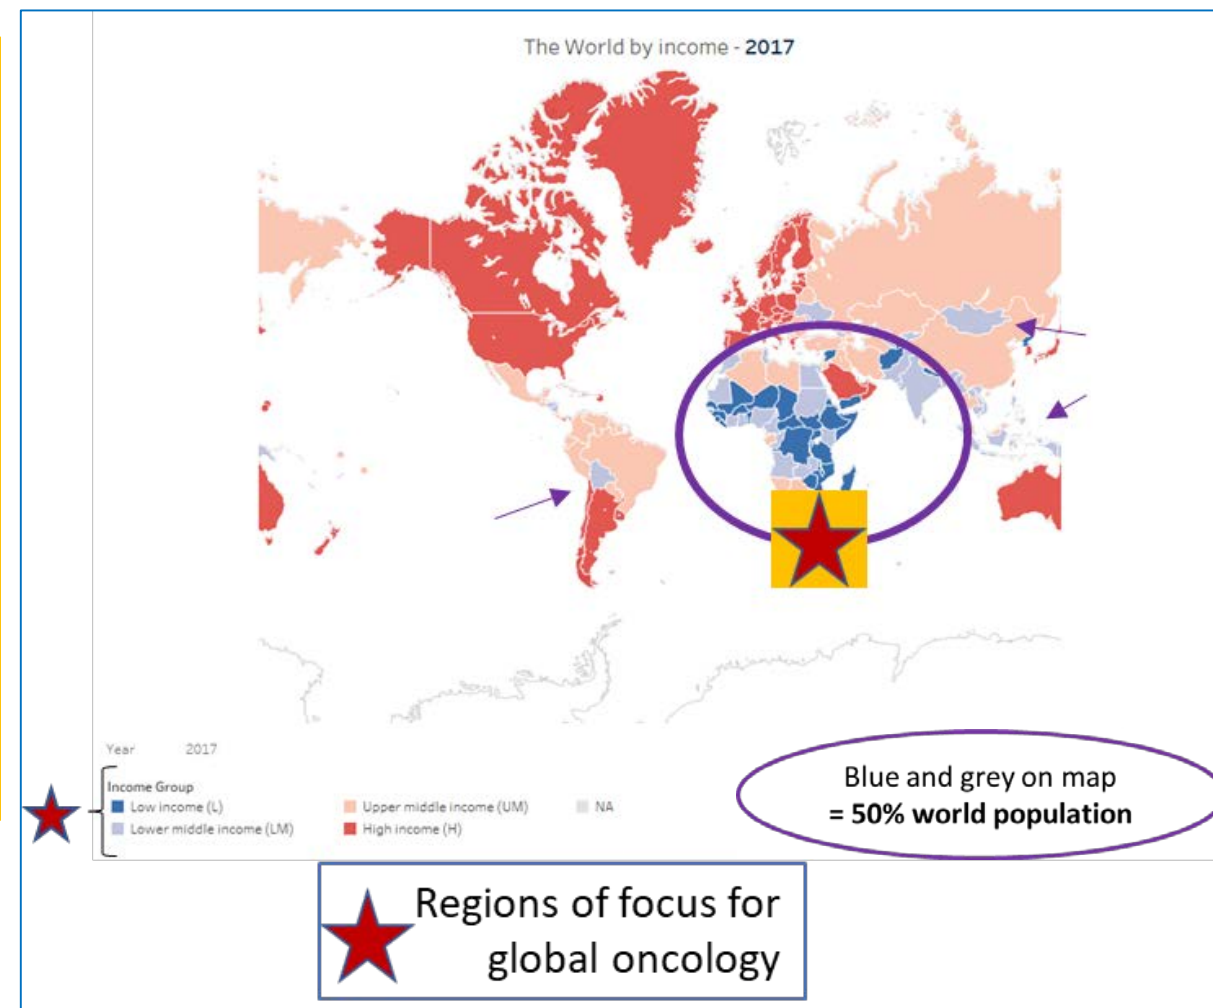 The World by income - 2017
Year 2017
Income Group
Low income (L)
Upper middle income (UM)
NA
Lower middle income (LM)
High income (H)
Blue and grey on map
= 50% world population
Regions of focus for
global oncology